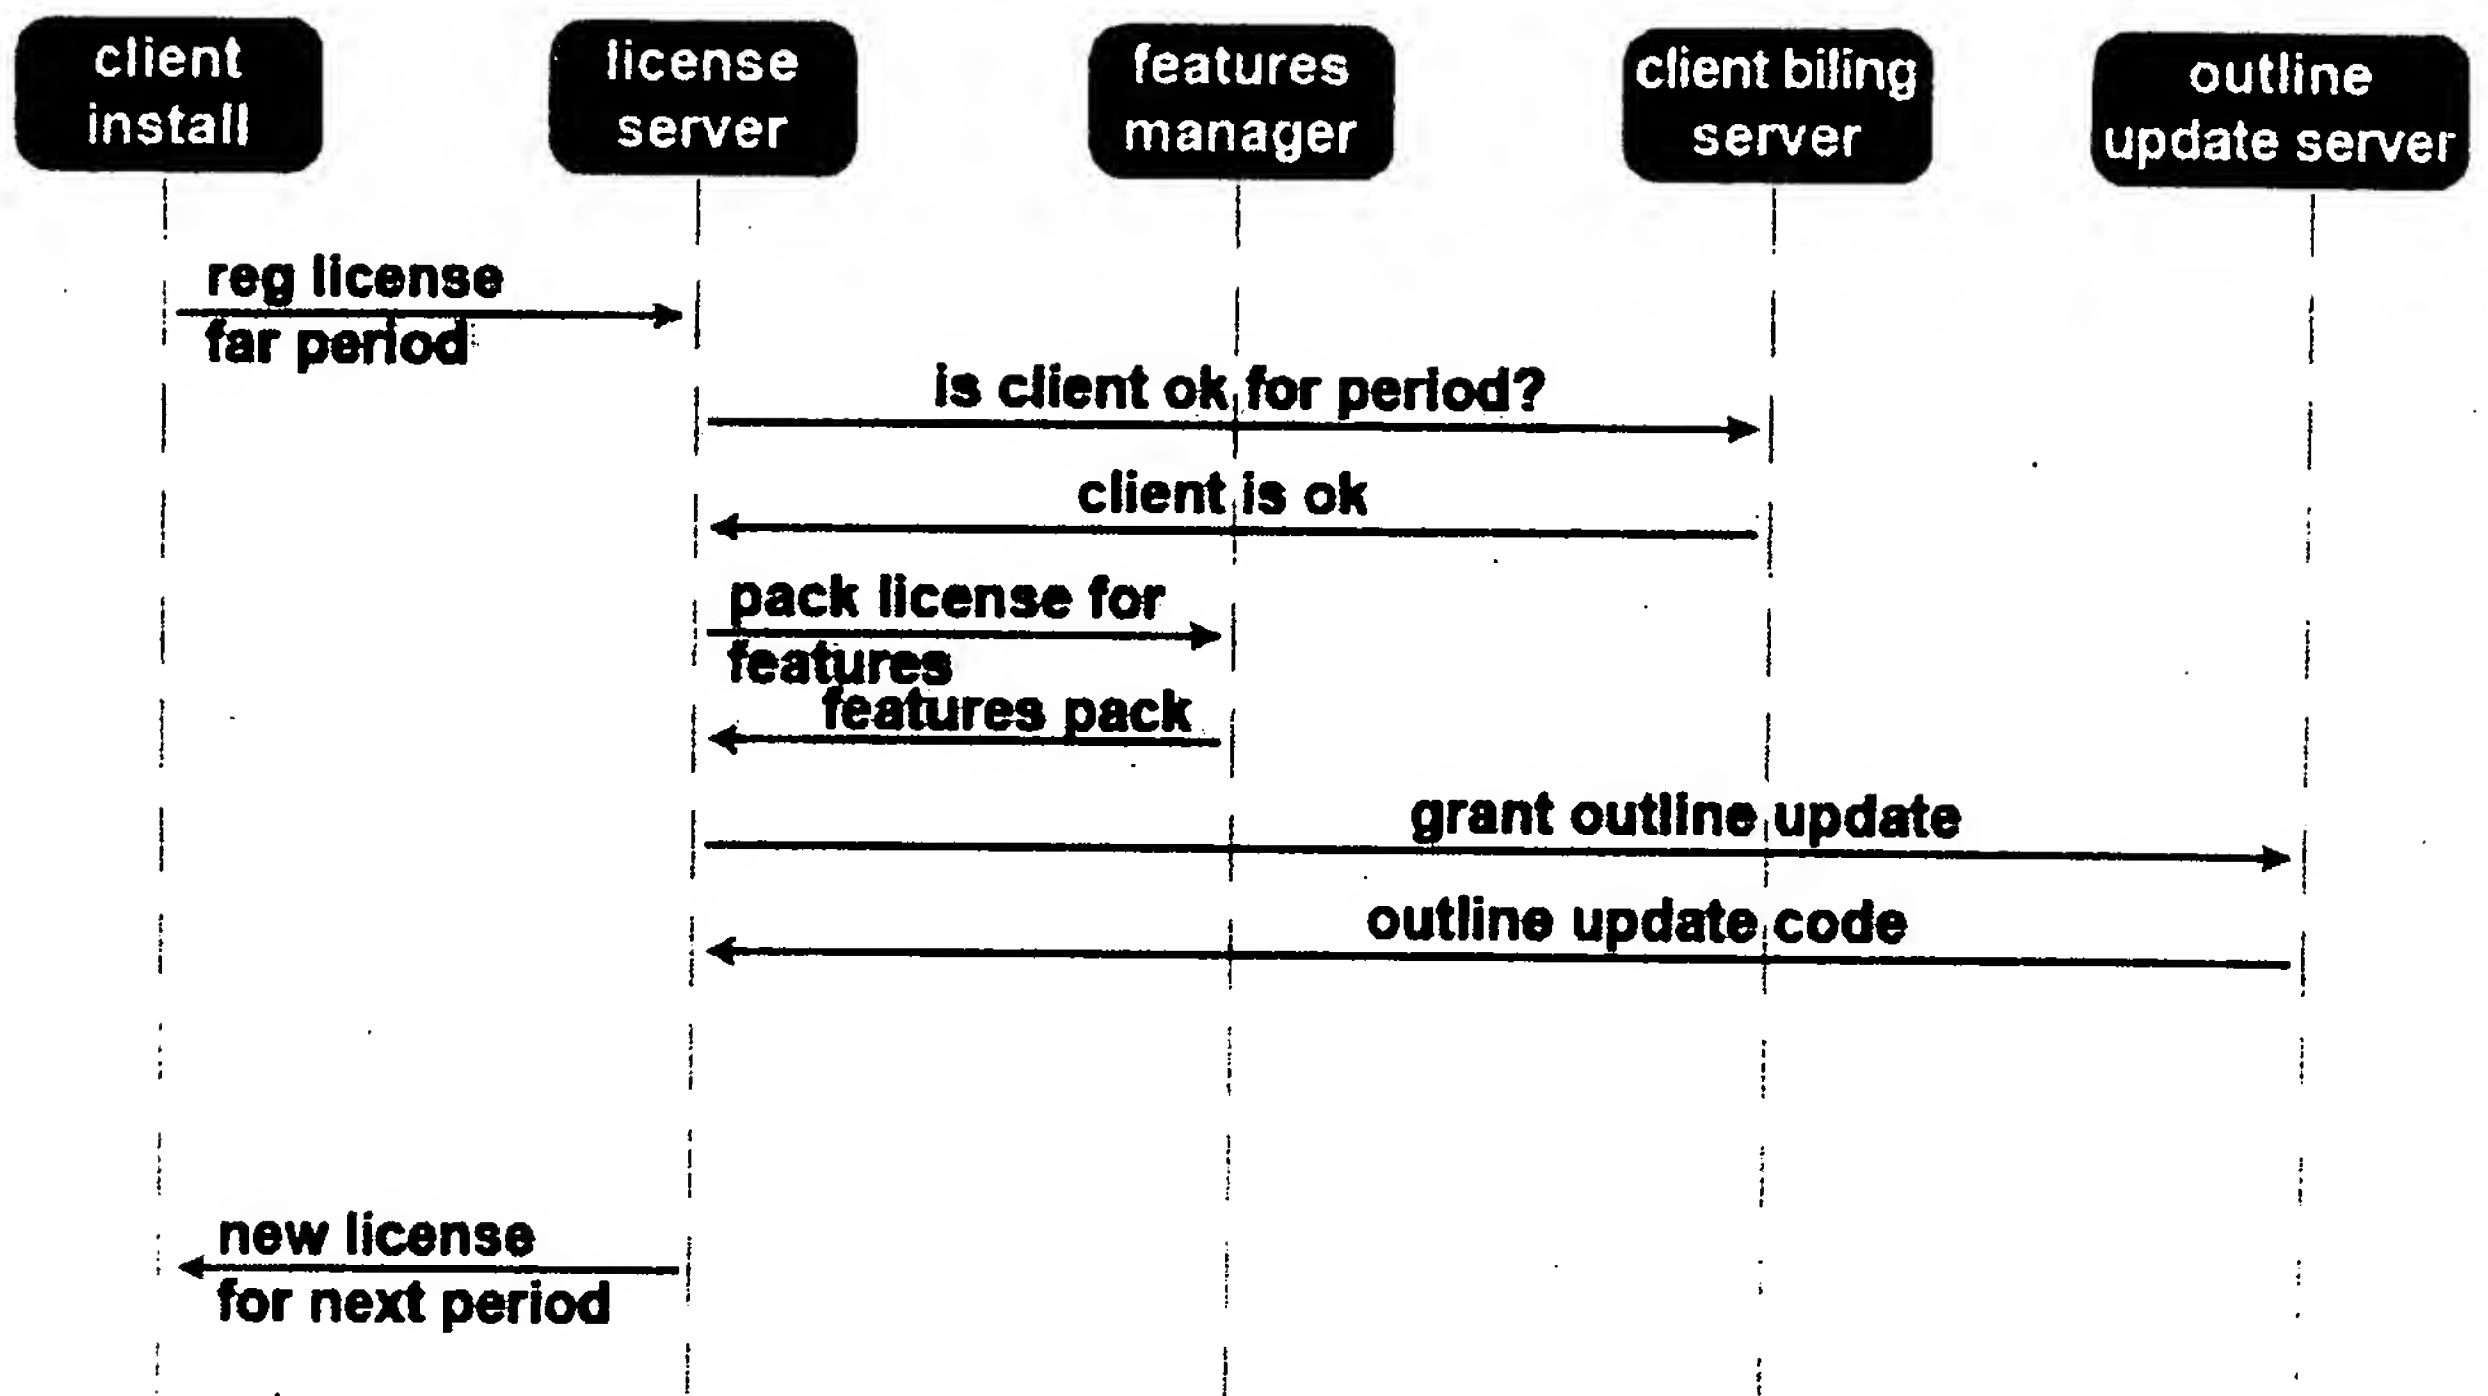 client
install
license
server
features
manager
client biling
server
outline
update server
reg license
far period
is client ok for period?
client is ok
pack license for
features
features pack
grant outline update
outline update code
new license
for next period